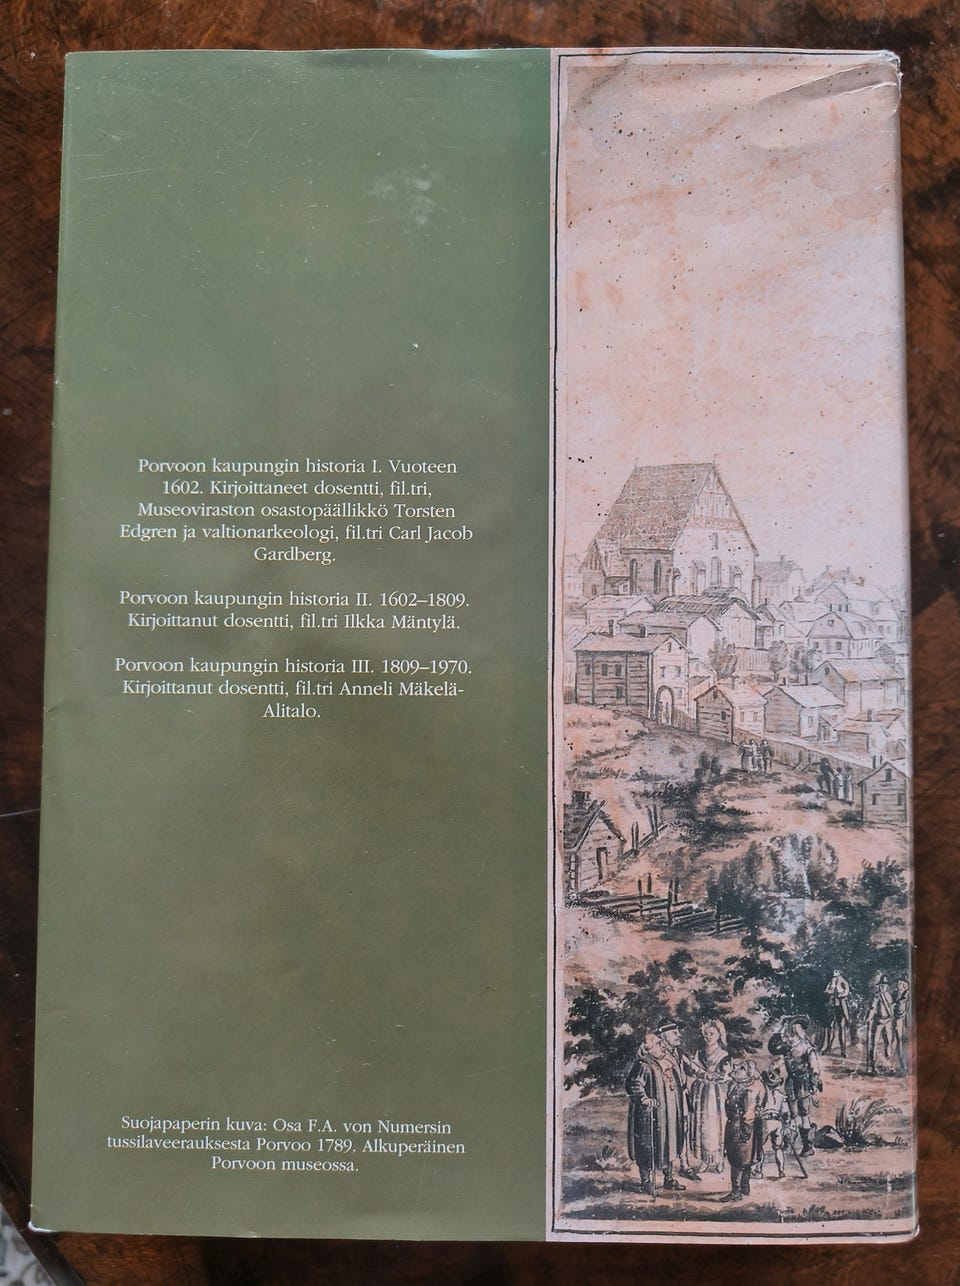 Porvoon kaupungin historia I. Vuoteen
1602. Kirjoittaneet dosentti, fil.tri,
Museoviraston osastopäällikkö Torsten
Edgren ja valtionarkeologi, fil.tri Carl Jacob
Gardberg.
Porvoon kaupungin historia II. 1602–1809.
Kirjoittanut dosentti, fil.tri Ilkka Mäntylä.
Porvoon kaupungin historia III. 1809–1970.
Kirjoittanut dosentti, fil.tri Anneli Mäkelä-
Alitalo.
Suojapaperin kuva: Osa F.A. von Numersin
tussilaveerauksesta Porvoo 1789. Alkuperäinen
Porvoon museossa.